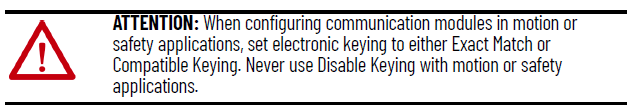 ATTENTION: When configuring communication modules in motion or
safety applications, set electronic keying to either Exact Match or
Compatible Keying. Never use Disable Keying with motion or safety
applications.